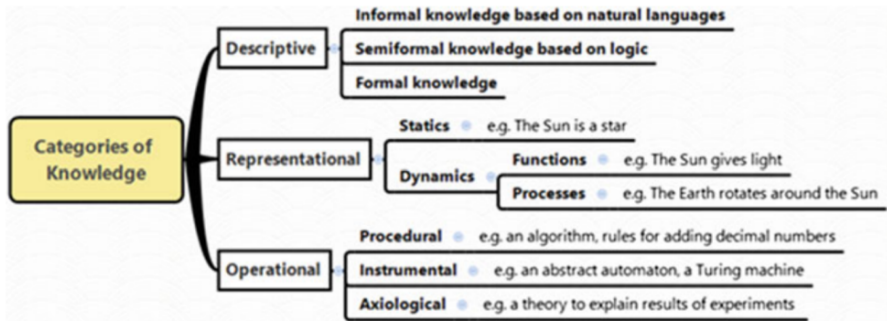 Categories of
Knowledge
Descriptive
Informal knowledge based on natural languages
Semiformal knowledge based on logic
Formal knowledge
Representational
Statics e.g. The Sun is a star
Dynamics
Functions e.g. The Sun gives light
Processes e.g. The Earth rotates around the Sun
Operational
Procedural e.g. an algorithm, rules for adding decimal numbers
Instrumental e.g. an abstract automaton, a Turing machine
Axiological e.g. a theory to explain results of experiments